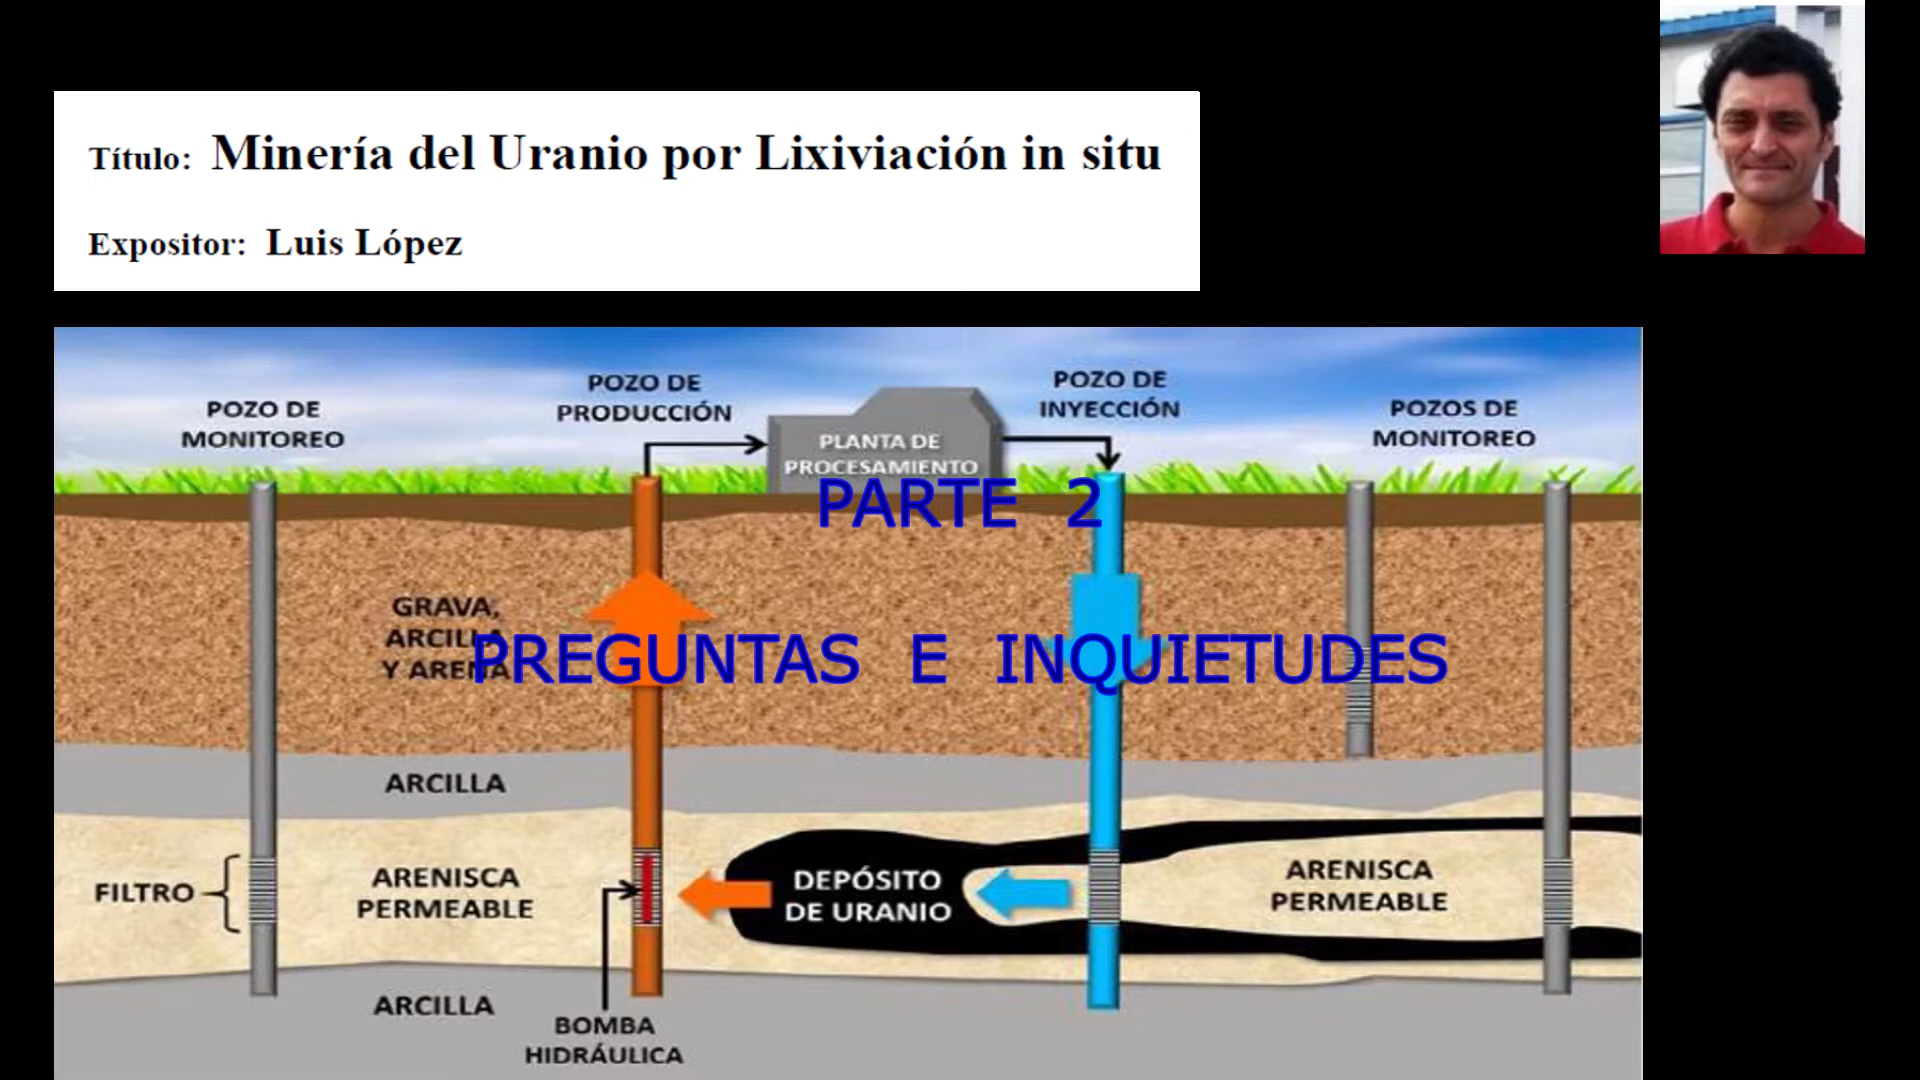 Título: Minería del Uranio por Lixiviación in situ
Expositor: Luis López
POZO DE
MONITOREO
POZO DE
PRODUCCIÓN
PLANTA DE
PROCESAMIENTO
POZO DE
INYECCIÓN
POZOS DE
MONITOREO
PARTE 2
GRAVA,
ARCILLA
Y ARENA
PREGUNTAS E INQUIETUDES
ARCILLA
FILTRO
ARENISCA
PERMEABLE
DEPÓSITO
DE URANIO
ARENISCA
PERMEABLE
ARCILLA
BOMBA
HIDRÁULICA